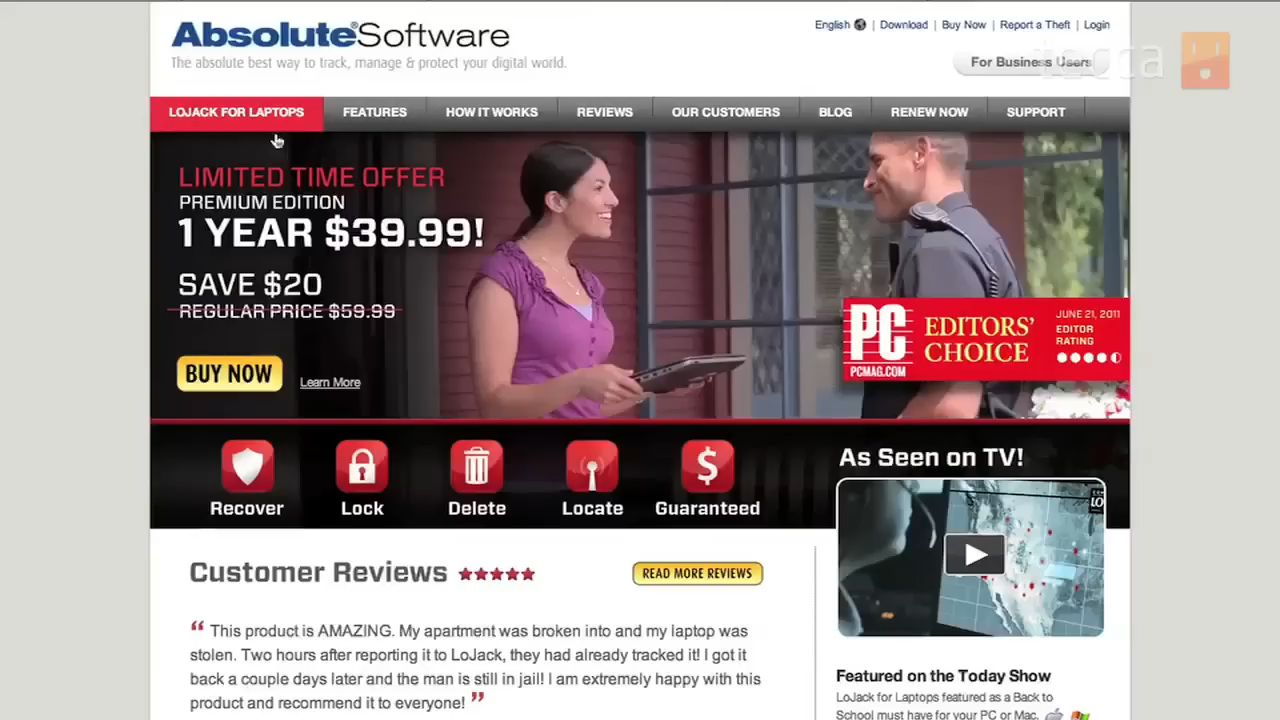 AbsoluteSoftware
The absolute best way to track, manage & protect your digital world.
English | Download | Buy Now | Report a Theft | Login
For Business Users
tecca
LOJACK FOR LAPTOPS FEATURES HOW IT WORKS REVIEWS OUR CUSTOMERS BLOG RENEW NOW SUPPORT
LIMITED TIME OFFER
PREMIUM EDITION
1 YEAR $39.99!
SAVE $20
REGULAR PRICE $59.99
BUY NOW Learn More
PC
PCMAG.COM
EDITORS'
CHOICE
JUNE 21, 2011
EDITOR
RATING
Recover Lock Delete Locate Guaranteed
As Seen on TV!
Customer Reviews
READ MORE REVIEWS
“ This product is AMAZING. My apartment was broken into and my laptop was
stolen. Two hours after reporting it to LoJack, they had already tracked it! I got it
back a couple days later and the man is still in jail! I am extremely happy with this
product and recommend it to everyone! ”
Featured on the Today Show
LoJack for Laptops featured as a Back to
School must have for your PC or Mac.